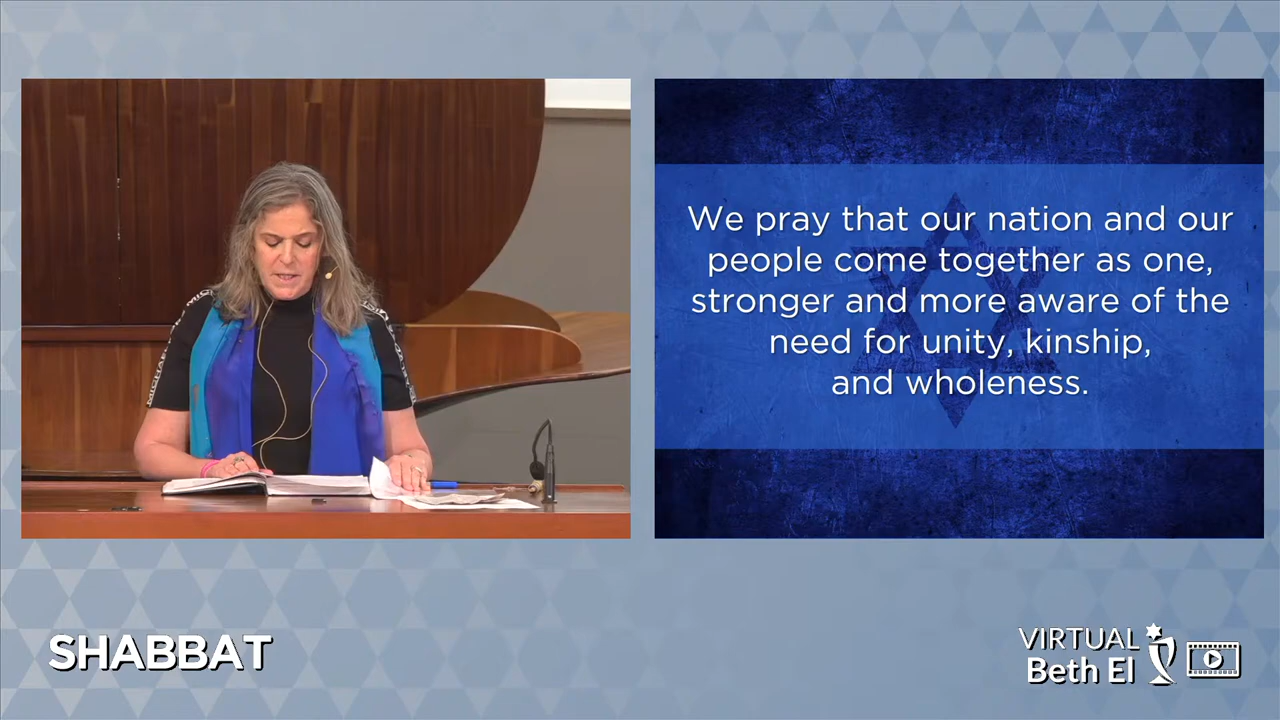 We pray that our nation and our
people come together as one,
stronger and more aware of the
need for unity, kinship,
and wholeness.
SHABBAT
VIRTUAL
Beth El